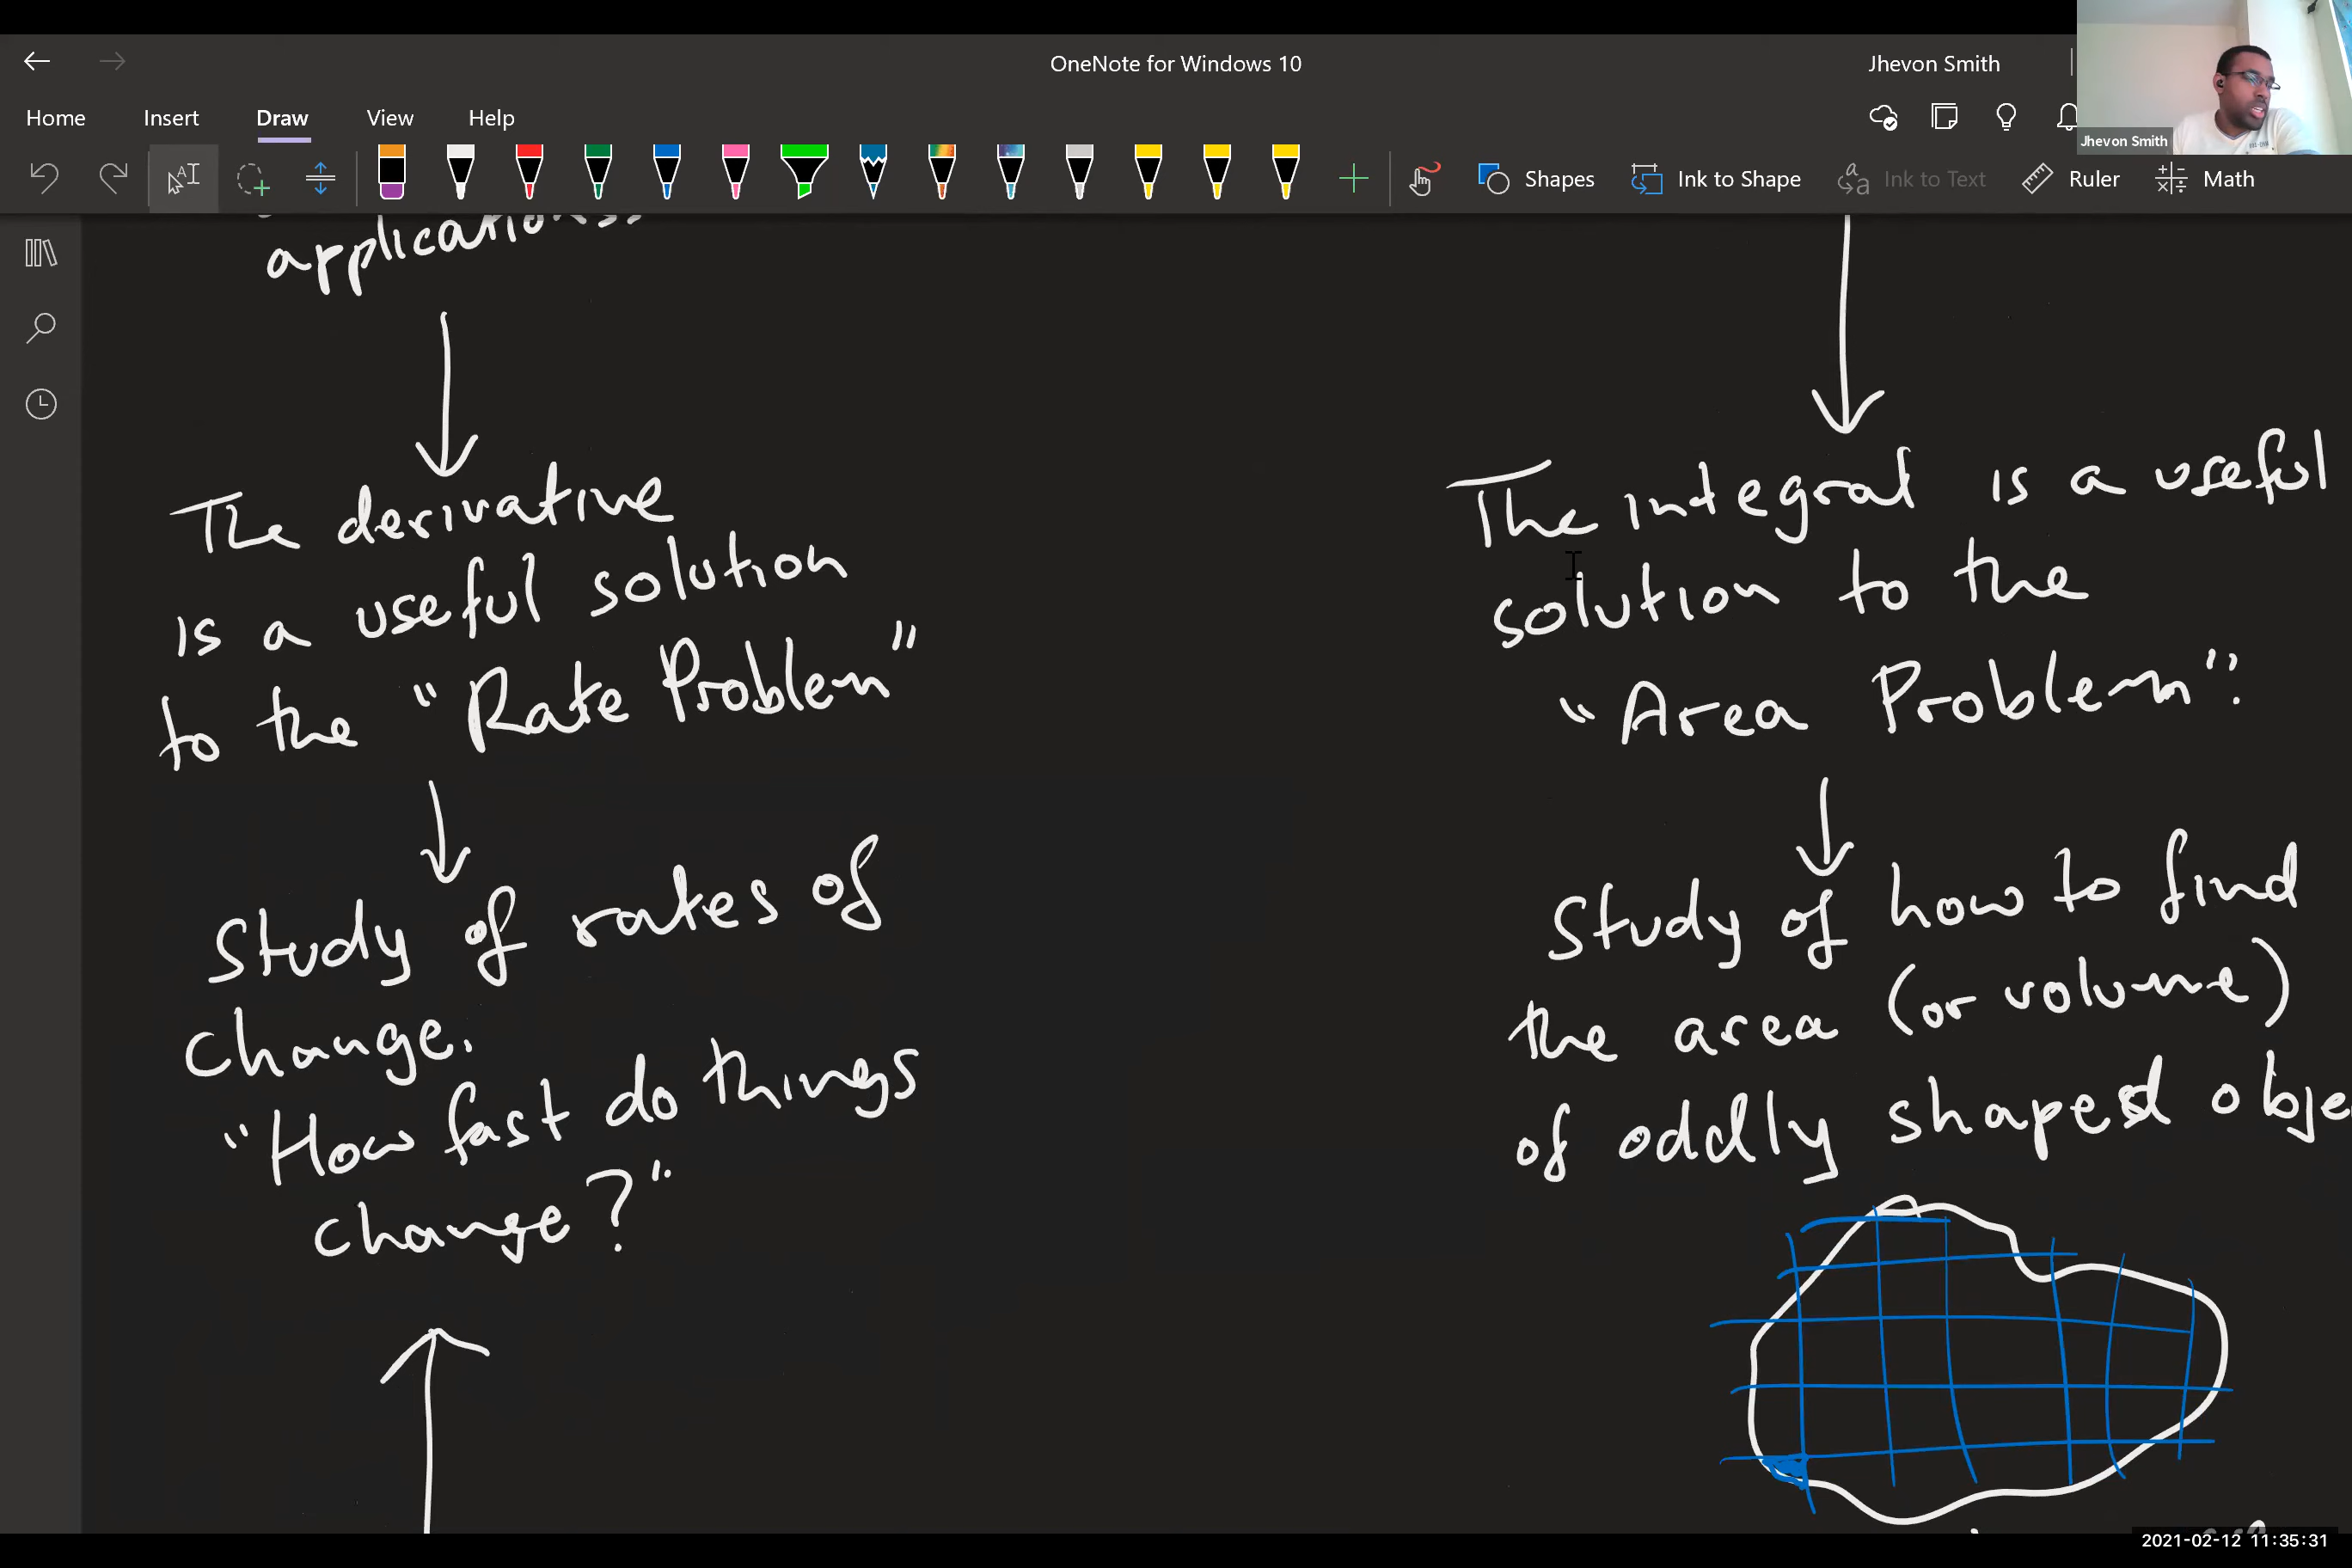 OneNote for Windows 10
Jhevon Smith
Home Insert Draw View Help
Jhevon Smith
Shapes Ink to Shape Ink to Text Ruler Math
applications.
The derivative
is a useful solution
to the "Rate Problem"
Study of rates of
change.
"How fast do things
change?"
The integral is a useful
solution to the
"Area Problem".
Study of how to find
the area (or volume)
of oddly shaped obje
2021-02-12 11:35:31